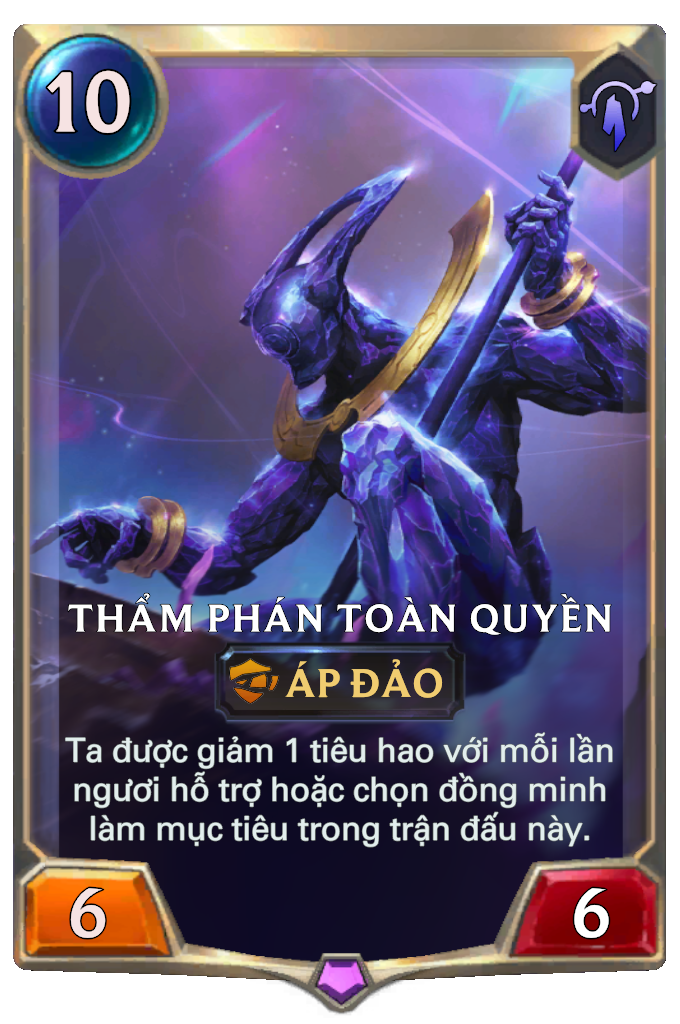 10
THẨM PHÁN TOÀN QUYỀN
ÁP ĐẢO
Ta được giảm 1 tiêu hao với mỗi lần
ngươi hỗ trợ hoặc chọn đồng minh
làm mục tiêu trong trận đấu này.
6
6